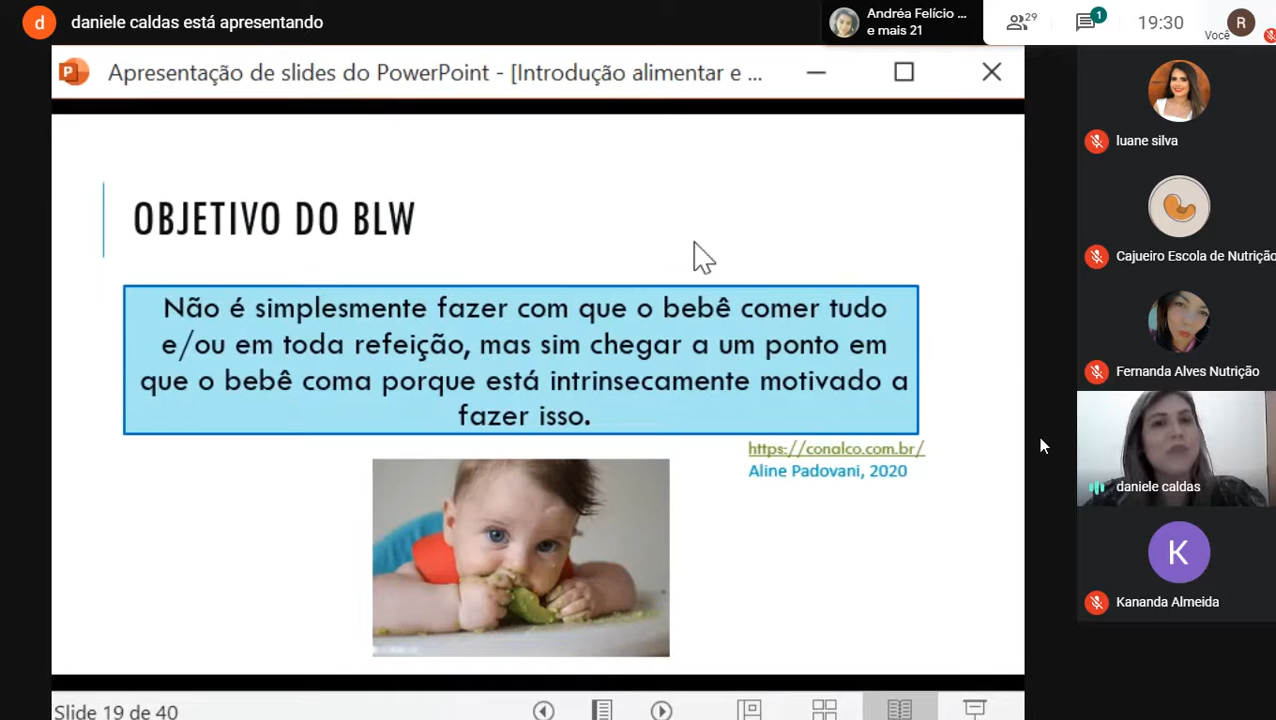 d daniele caldas está apresentando
Andréa Felício ...
e mais 21
29
1
19:30
Você
R
P Apresentação de slides do PowerPoint - [Introdução alimentar e ...
OBJETIVO DO BLW
Não é simplesmente fazer com que o bebê comer tudo
e/ou em toda refeição, mas sim chegar a um ponto em
que o bebê coma porque está intrinsecamente motivado a
fazer isso.
https://conalco.com.br/
Aline Padovani, 2020
Slide 19 de 40
luane silva
Cajueiro Escola de Nutrição
Fernanda Alves Nutrição
daniele caldas
K
Kananda Almeida